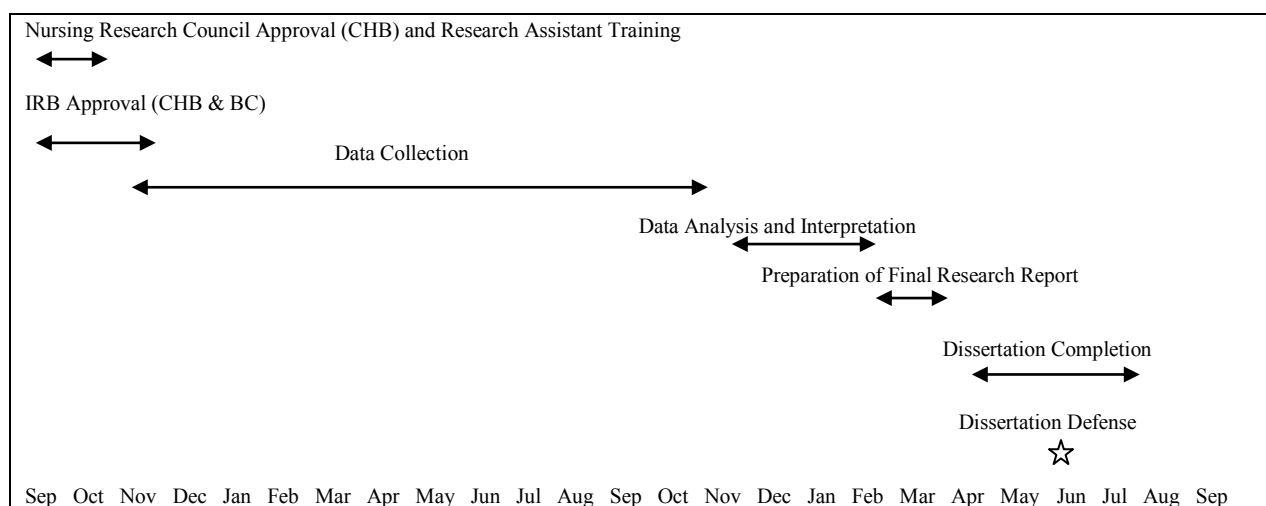 Nursing Research Council Approval (CHB) and Research Assistant Training
IRB Approval (CHB & BC)
Data Collection
Data Analysis and Interpretation
Preparation of Final Research Report
Dissertation Completion
Dissertation Defense
Sep Oct Nov Dec Jan Feb Mar Apr May Jun Jul Aug Sep Oct Nov Dec Jan Feb Mar Apr May Jun Jul Aug Sep